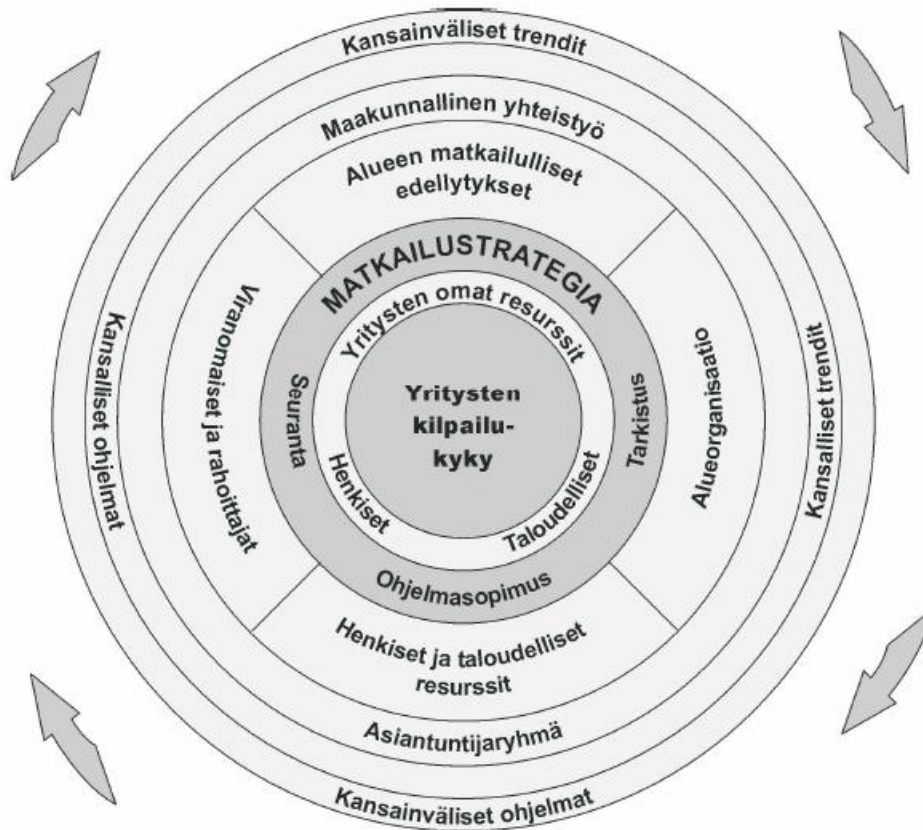 Kansainväliset trendit
Maakunnallinen yhteistyö
Alueen matkailulliset
edellytykset
MATKAILUSTRATEGIA
Yritysten omat resurssit
Kansalliset ohjelmat
Viranomaiset ja rahoittajat
Seuranta
Yritysten
kilpailu-
kyky
Tarkistus
Alueorganisaatio
Kansalliset trendit
Henkiset
Taloudelliset
Ohjelmasopimus
Henkiset ja taloudelliset
resurssit
Asiantuntijaryhmä
Kansainväliset ohjelmat